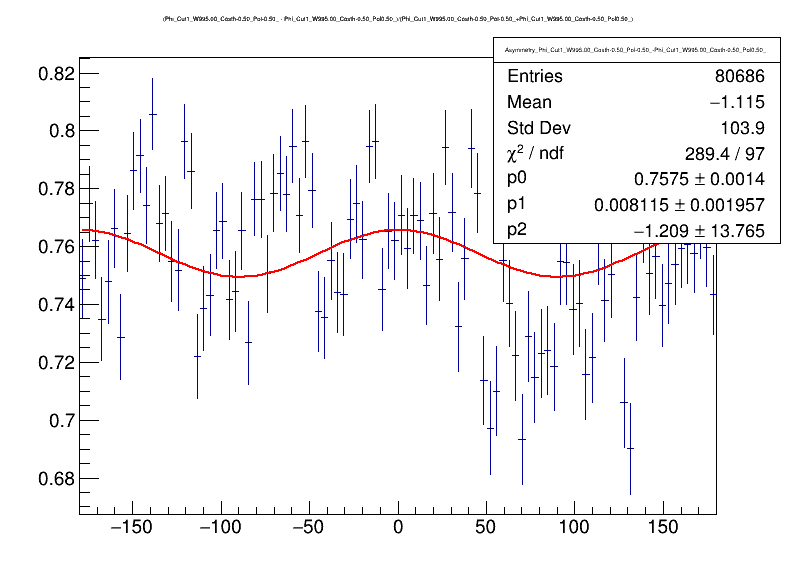 (Phi_Cut1_W995.00_Costh-0.50_Pol-0.50_ - Phi_Cut1_W995.00_Costh-0.50_Pol0.50_)/(Phi_Cut1_W995.00_Costh-0.50_Pol-0.50_+Phi_Cut1_W995.00_Costh-0.50_Pol0.50_)
Asymmetry_Phi_Cut1_W995.00_Costh-0.50_Pol-0.50_-Phi_Cut1_W995.00_Costh-0.50_Pol0.50_
Entries 80686
Mean −1.115
Std Dev 103.9
χ² / ndf 289.4 / 97
p0 0.7575 ± 0.0014
p1 0.008115 ± 0.001957
p2 −1.209 ± 13.765
0.82
0.8
0.78
0.76
0.74
0.72
0.7
0.68
−150 −100 −50 0 50 100 150